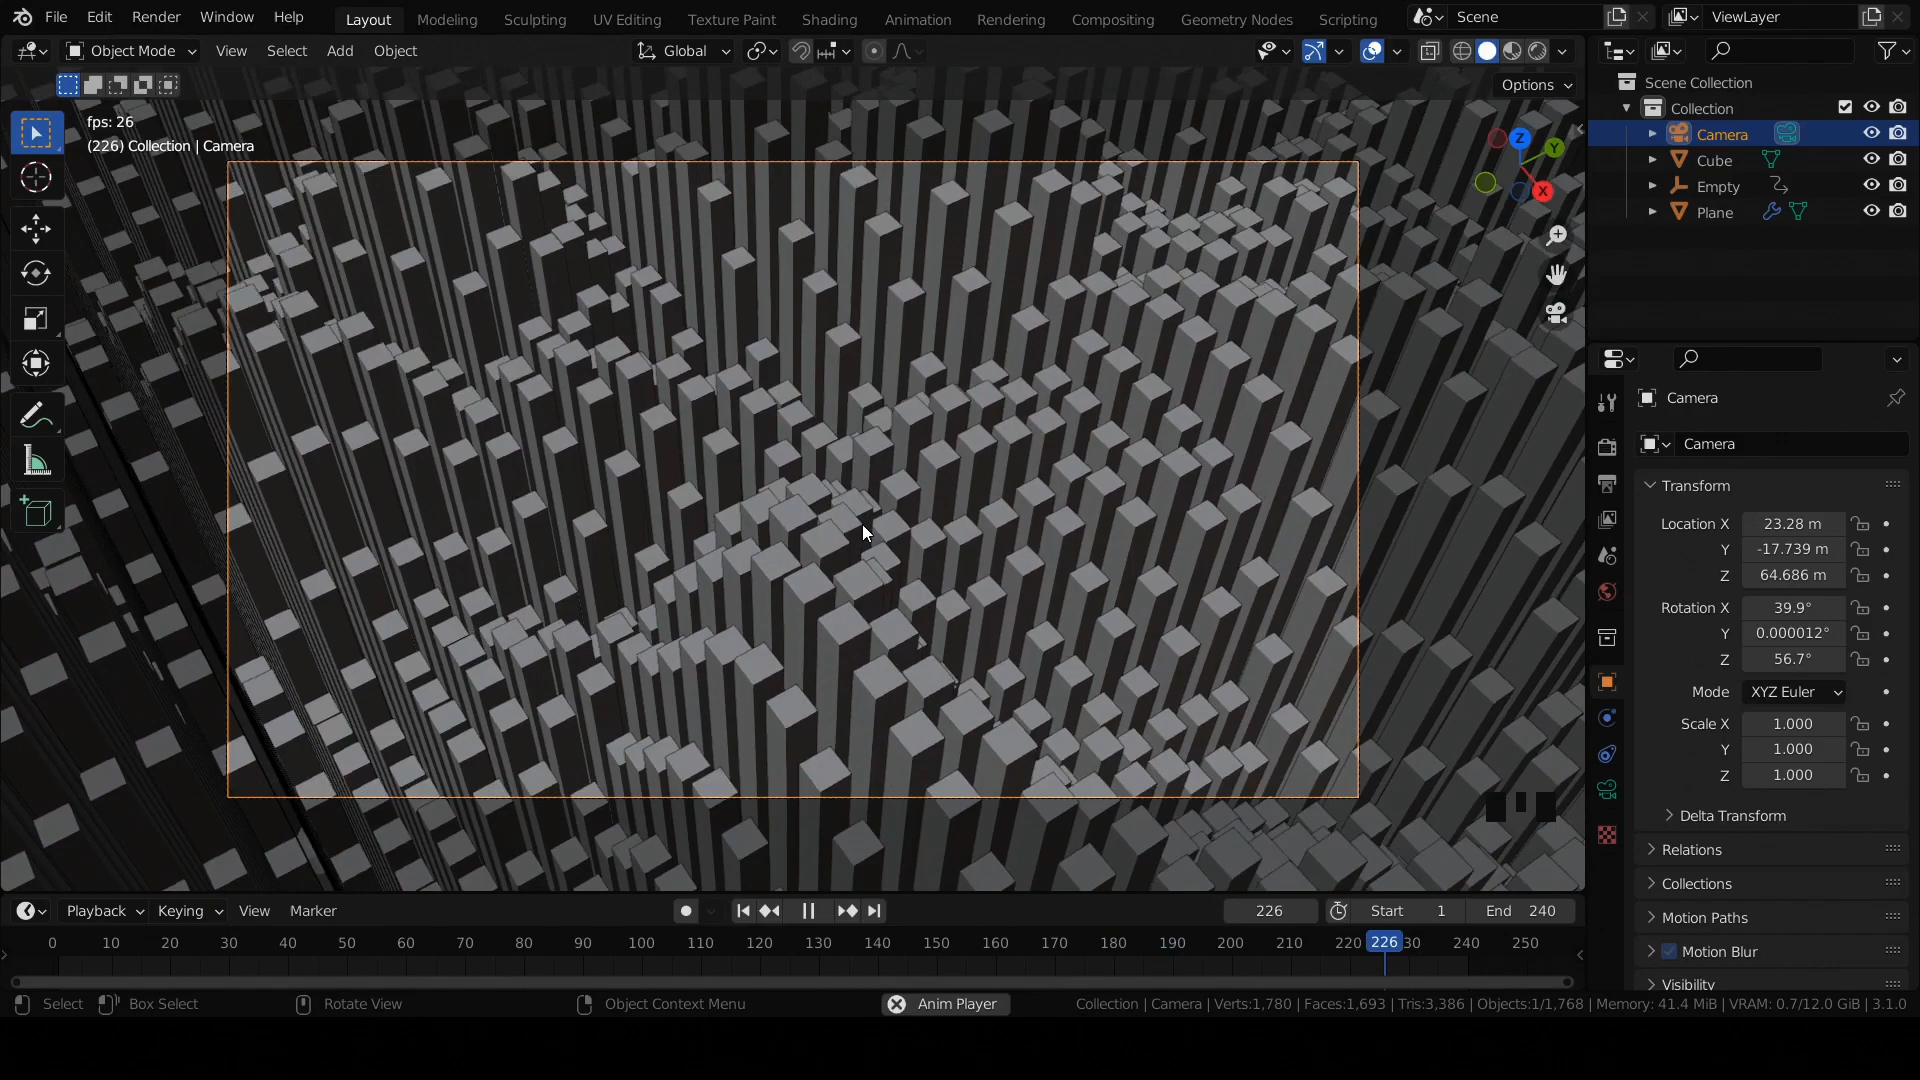 File Edit Render Window Help Layout Modeling Sculpting UV Editing Texture Paint Shading Animation Rendering Compositing Geometry Nodes Scripting Scene ViewLayer
Object Mode View Select Add Object Global
Options
fps: 26
(226) Collection | Camera
Z
Y
X
Scene Collection
Collection
Camera
Cube
Empty
Plane
Camera
Camera
Transform
Location X 23.28 m
Y -17.739 m
Z 64.686 m
Rotation X 39.9°
Y 0.000012°
Z 56.7°
Mode XYZ Euler
Scale X 1.000
Y 1.000
Z 1.000
Delta Transform
Relations
Collections
Motion Paths
Motion Blur
Visibility
Playback Keying View Marker 226 Start 1 End 240
0 10 20 30 40 50 60 70 80 90 100 110 120 130 140 150 160 170 180 190 200 210 220 226 30 240 250
Select Box Select Rotate View Object Context Menu Anim Player Collection | Camera | Verts:1,780 | Faces:1,693 | Tris:3,386 | Objects:1/1,768 | Memory: 41.4 MiB | VRAM: 0.7/12.0 GiB | 3.1.0